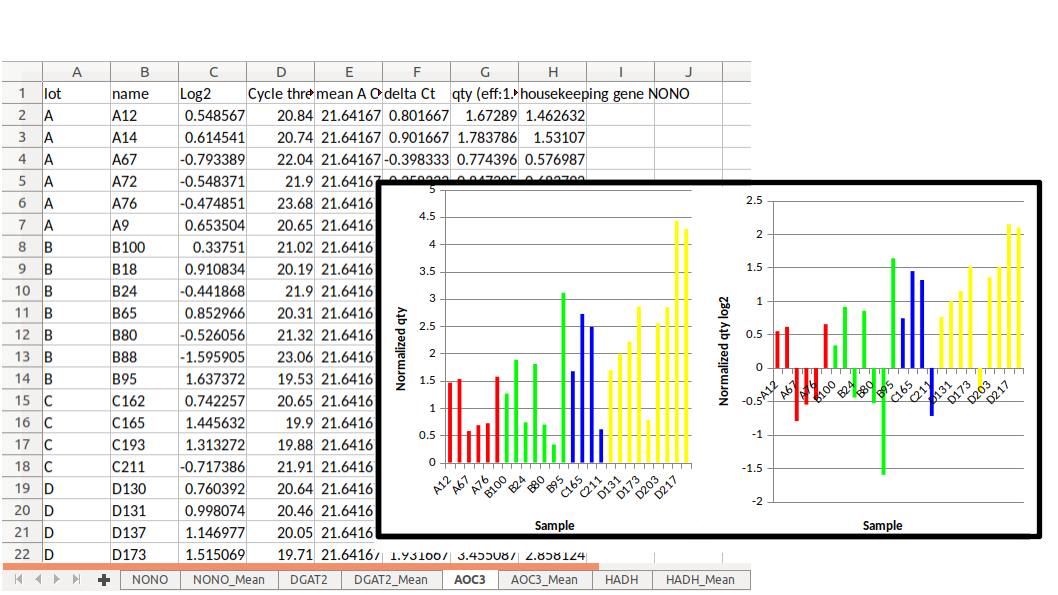 A B C D E F G H I J
1 lot name Log2 Cycle thre mean A C delta Ct qty (eff:1. housekeeping gene NONO
2 A A12 0.548567 20.84 21.64167 0.801667 1.67289 1.462632
3 A A14 0.614541 20.74 21.64167 0.901667 1.783786 1.53107
4 A A67 -0.793389 22.04 21.64167 -0.398333 0.774396 0.576987
5 A A72 -0.548371 21.9 21.64167
6 A A76 -0.474851 23.68 21.6416
7 A A9 0.653504 20.65 21.6416
8 B B100 0.33751 21.02 21.6416
9 B B18 0.910834 20.19 21.6416
10 B B24 -0.441868 21.9 21.6416
11 B B65 0.852966 20.31 21.6416
12 B B80 -0.526056 21.32 21.6416
13 B B88 -1.595905 23.06 21.6416
14 B B95 1.637372 19.53 21.6416
15 C C162 0.742257 20.65 21.6416
16 C C165 1.445632 19.9 21.6416
17 C C193 1.313272 19.88 21.6416
18 C C211 -0.717386 21.91 21.6416
19 D D130 0.760392 20.64 21.6416
20 D D131 0.998074 20.46 21.6416
21 D D137 1.146977 20.05 21.6416
22 D D173 1.515069 19.71 21.64167 1.931667 3.455087 2.858124
NONO NONO_Mean DGAT2 DGAT2_Mean AOC3 AOC3_Mean HADH HADH_Mean
Normalized qty
5
4.5
4
3.5
3
2.5
2
1.5
1
0.5
0
A12 A67 A76 B100 B24 B80 B95 C165 C211 D131 D173 D203 D217
Sample
Normalized qty log2
2.5
2
1.5
1
0.5
0
-0.5
-1
-1.5
-2
A12 A67 A76 B100 B24 B80 B95 C165 C211 D131 D173 D203 D217
Sample